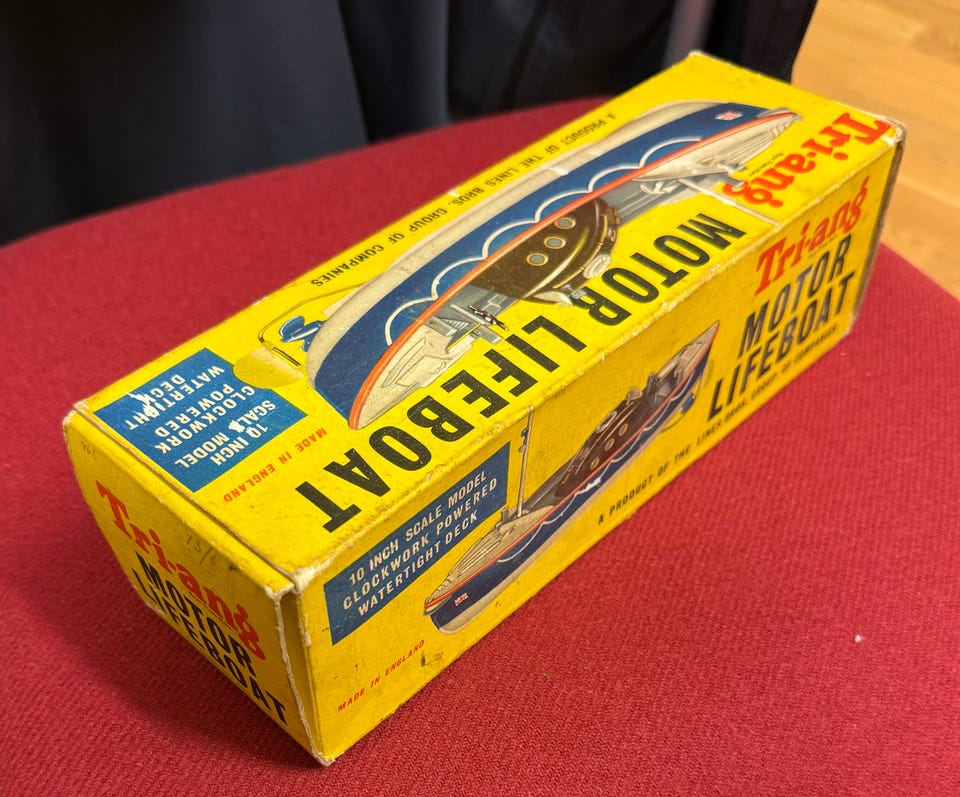 Tri-ang
MOTOR LIFEBOAT
A PRODUCT OF THE LINES BROS. GROUP OF COMPANIES
10 INCH
SCALE MODEL
CLOCKWORK
POWERED
WATERTIGHT
DECK
MADE IN ENGLAND
Tri-ang
MOTOR
LIFEBOAT
A PRODUCT OF THE LINES BROS. GROUP OF COMPANIES
10 INCH SCALE MODEL
CLOCKWORK POWERED
WATERTIGHT DECK
MADE IN ENGLAND
Tri-ang
MOTOR
LIFEBOAT